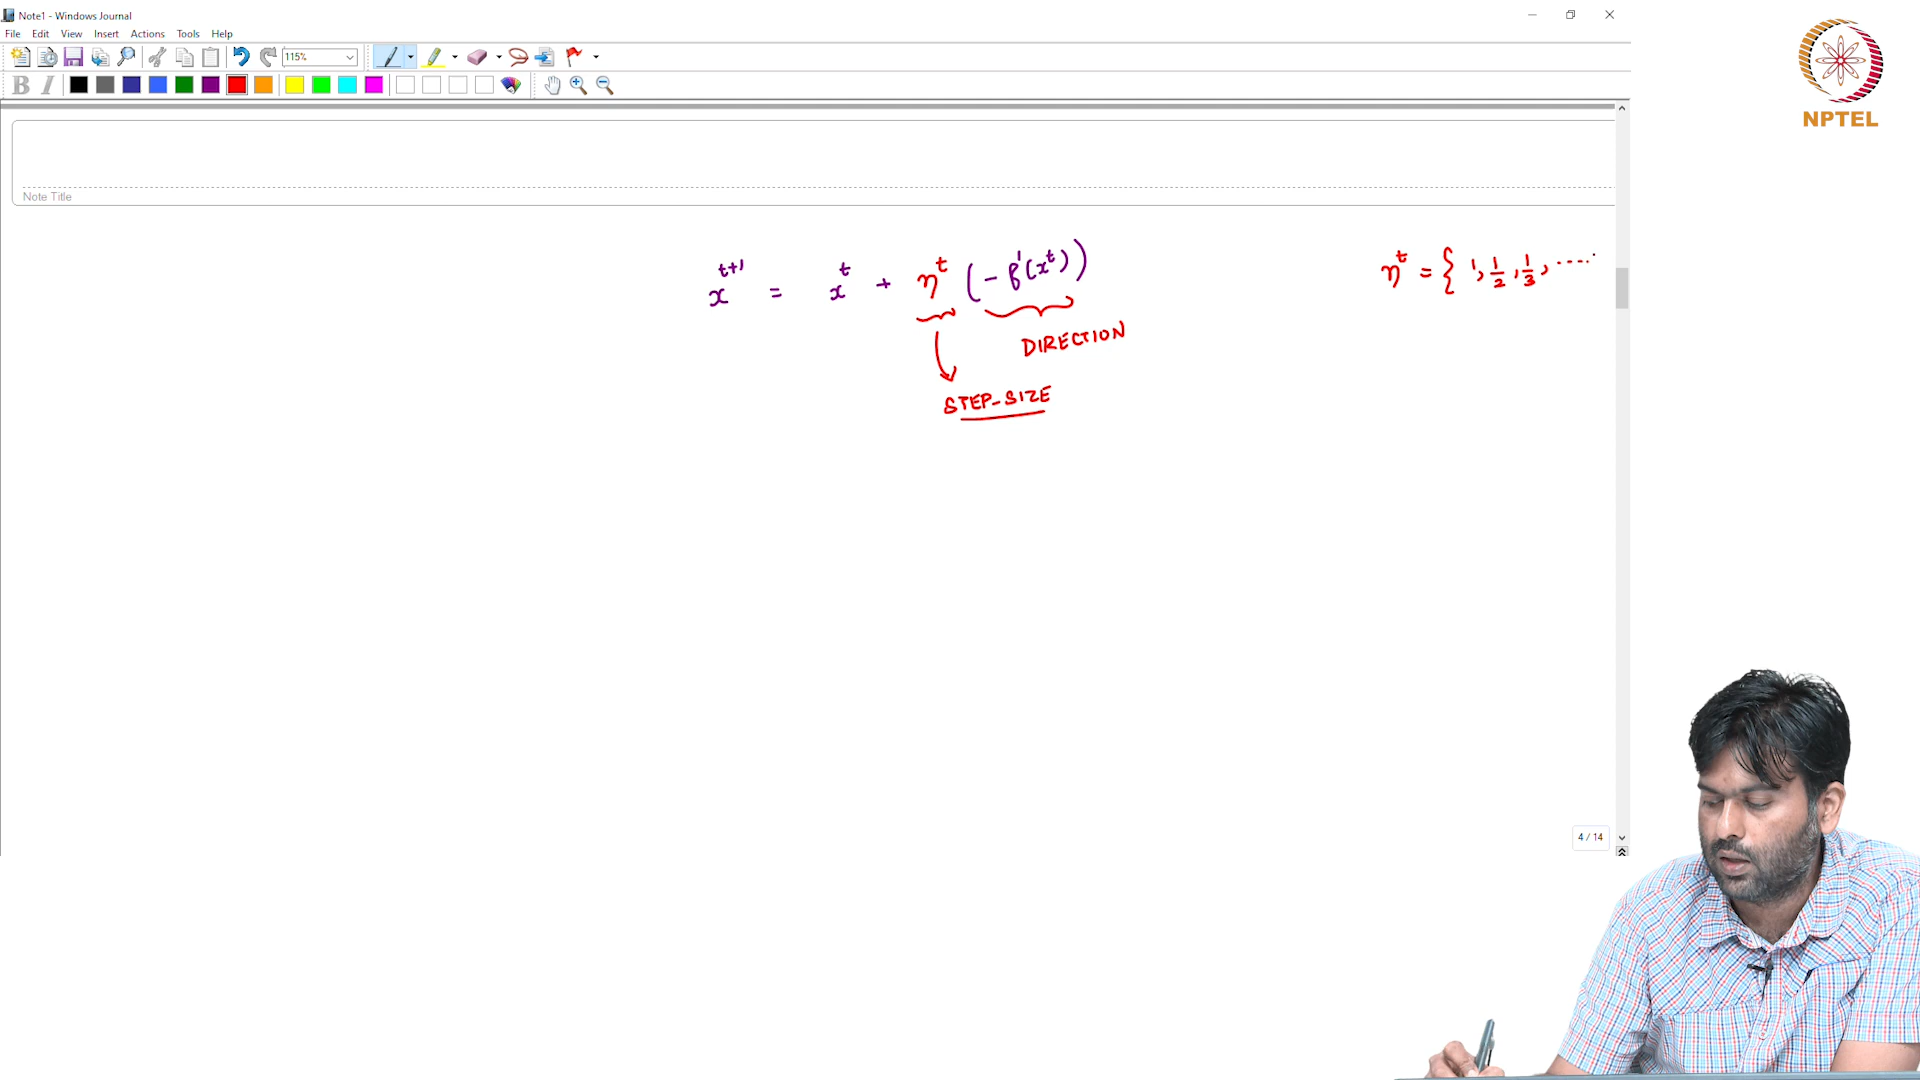 Note1 - Windows Journal
File Edit View Insert Actions Tools Help
115%
B I
NPTEL
Note Title
x^{t+1} = x^t + η^t (-f'(x^t))
η^t = { 1, 1/2, 1/3, .....
DIRECTION
STEP-SIZE
4 / 14